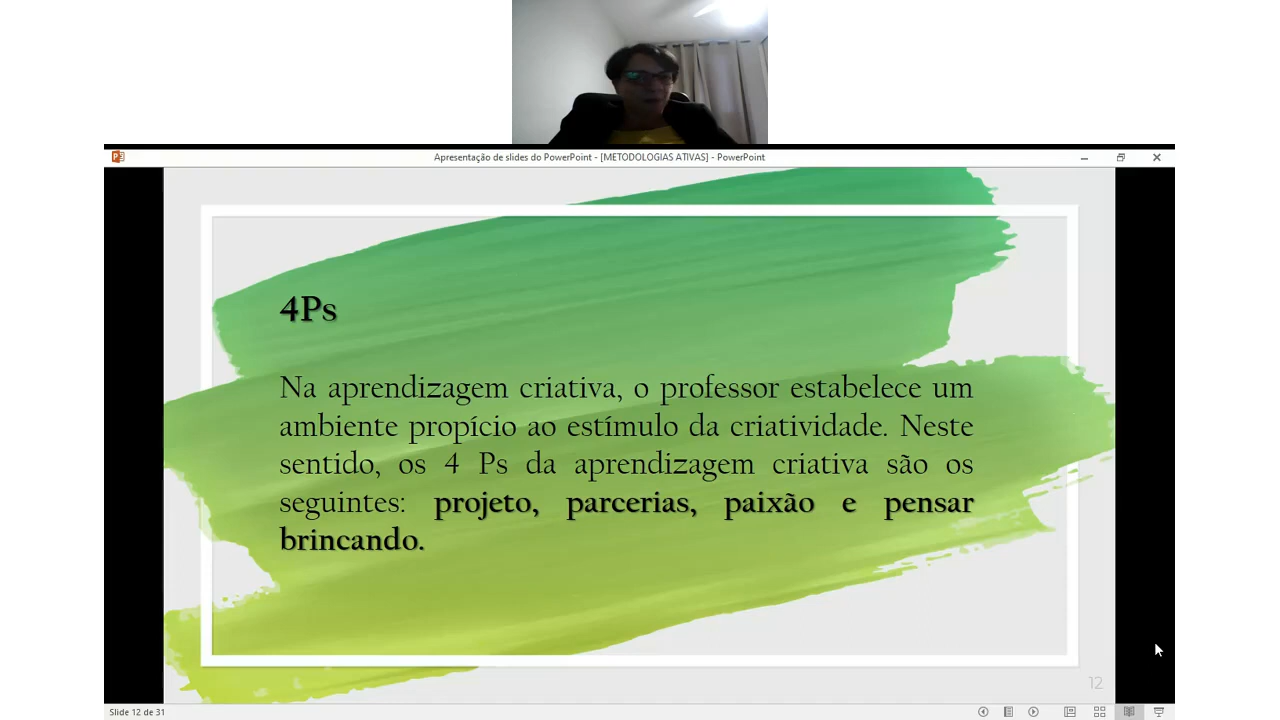 Apresentação de slides do PowerPoint - [METODOLOGIAS ATIVAS] - PowerPoint
4Ps
Na aprendizagem criativa, o professor estabelece um
ambiente propício ao estímulo da criatividade. Neste
sentido, os 4 Ps da aprendizagem criativa são os
seguintes: projeto, parcerias, paixão e pensar
brincando.
12
Slide 12 de 31